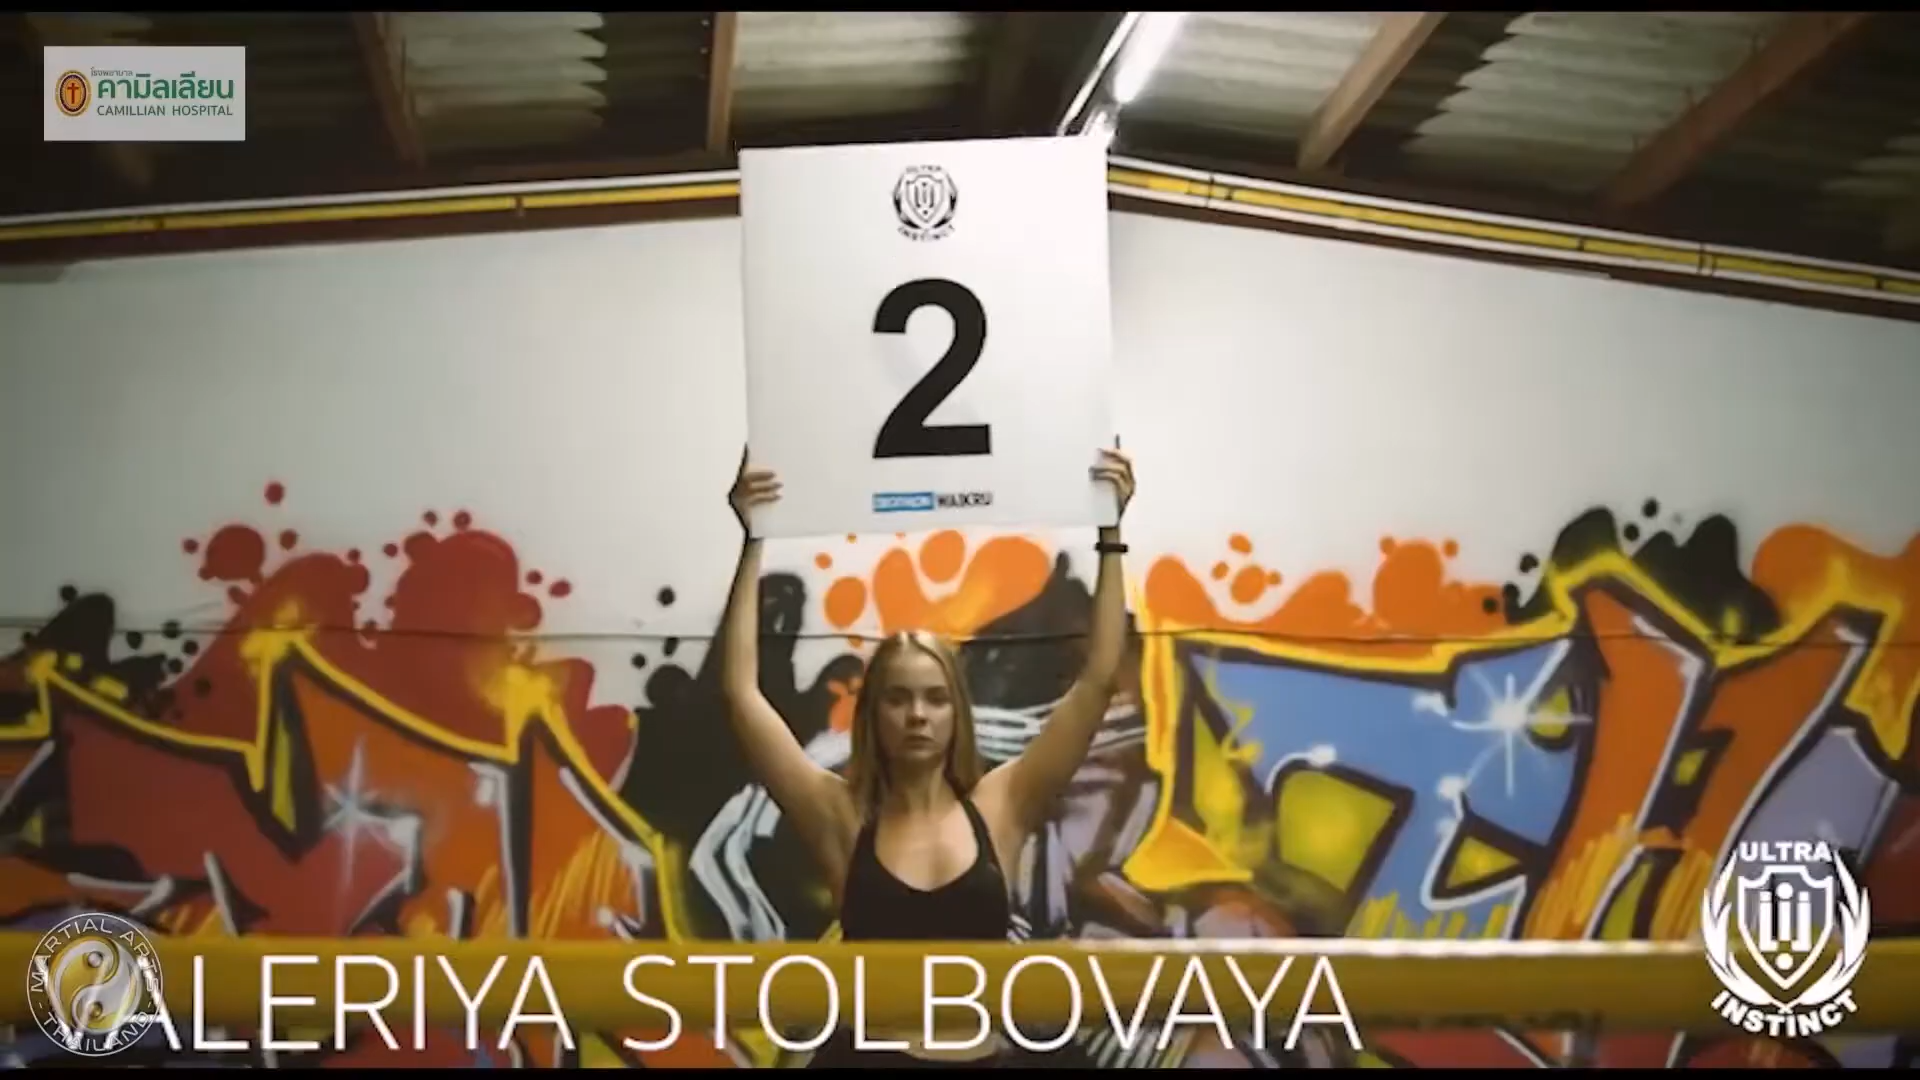 โรงพยาบาล
คามิลเลียน
CAMILLIAN HOSPITAL
ULTRA
INSTINCT
2
DECATHLON WAIKRU
ALERIYA STOLBOVAYA
MARTIAL ARTS
THAILAND
ULTRA
INSTINCT